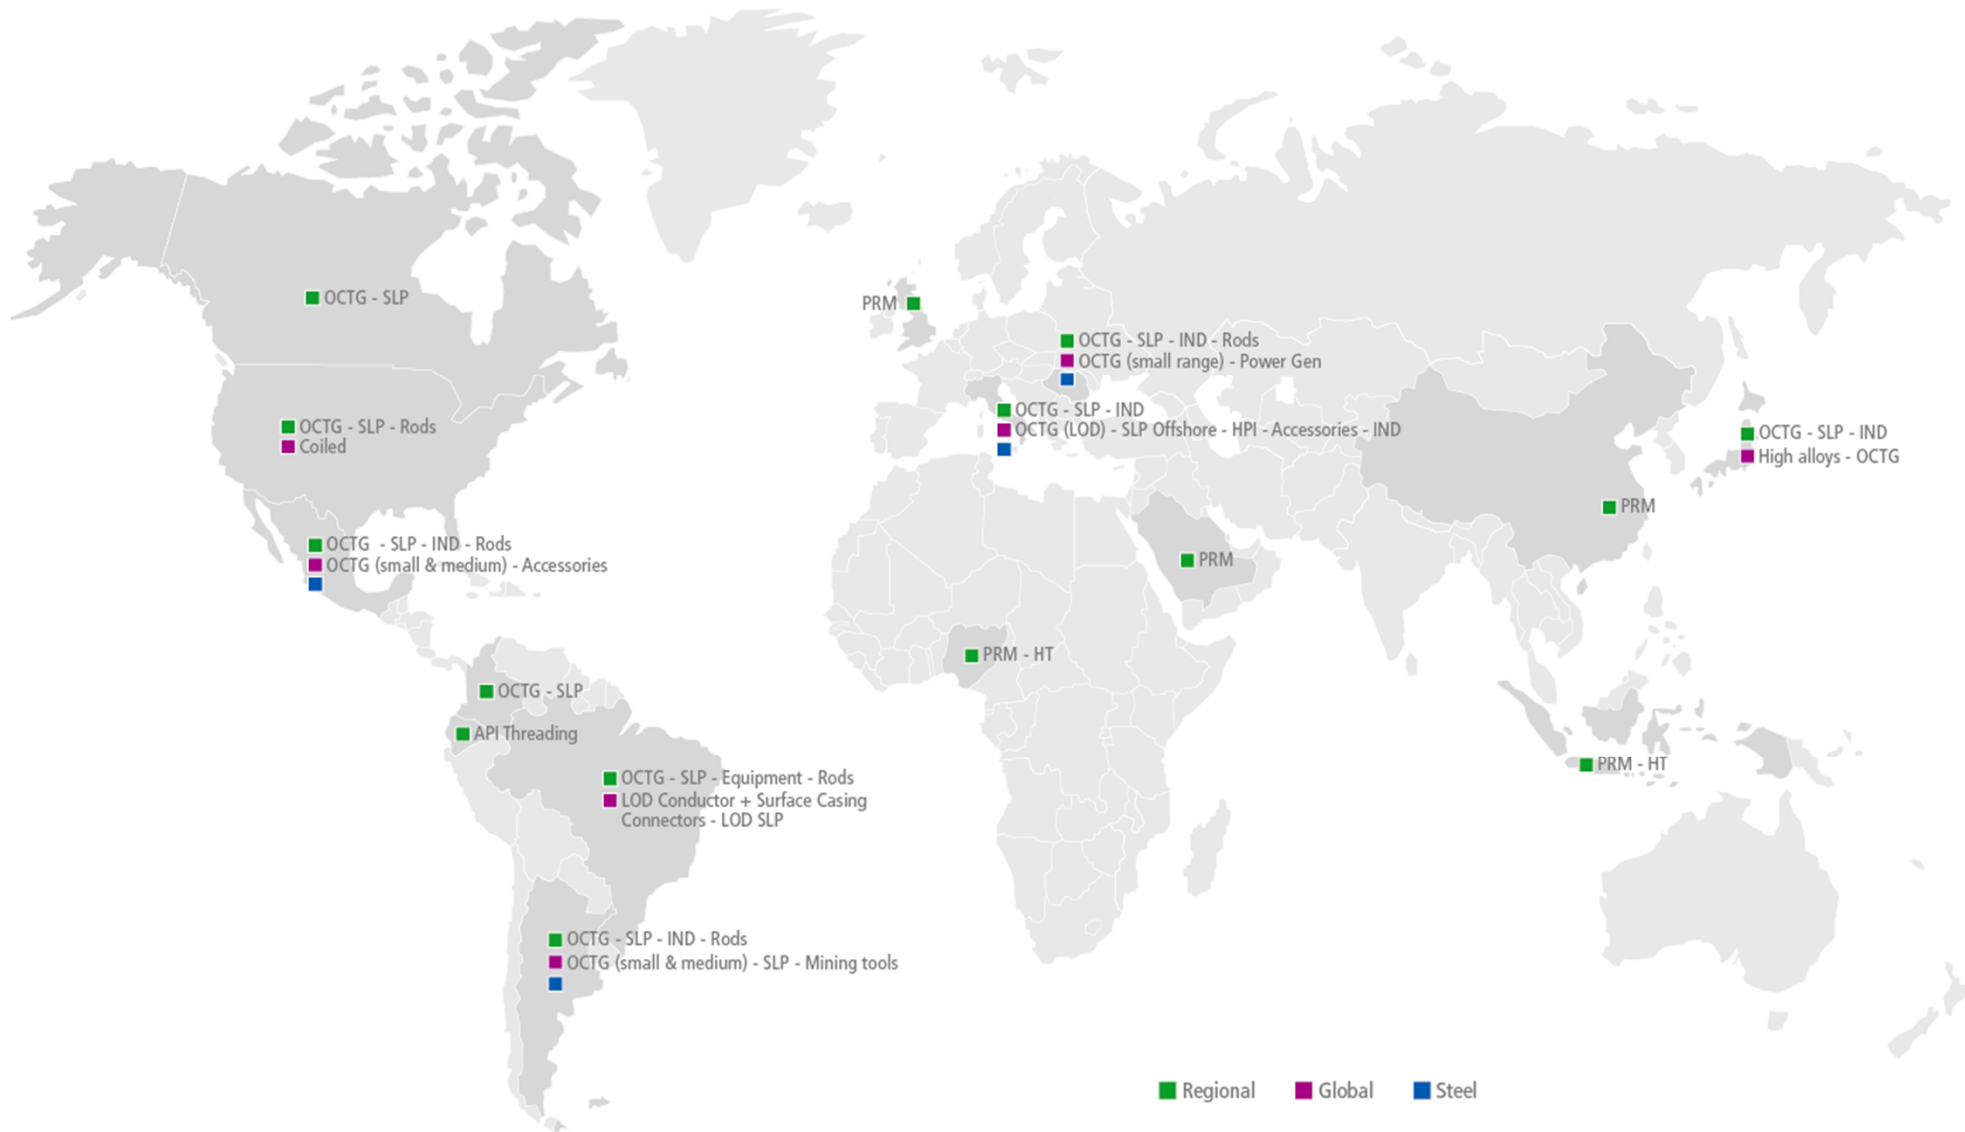 OCTG - SLP
PRM
OCTG - SLP - IND - Rods
OCTG (small range) - Power Gen
OCTG - SLP - IND
OCTG (LOD) - SLP Offshore - HPI - Accessories - IND
OCTG - SLP - Rods
Coiled
OCTG - SLP - IND
High alloys - OCTG
PRM
OCTG - SLP - IND - Rods
OCTG (small & medium) - Accessories
PRM
PRM - HT
OCTG - SLP
API Threading
PRM - HT
OCTG - SLP - Equipment - Rods
LOD Conductor + Surface Casing
Connectors - LOD SLP
OCTG - SLP - IND - Rods
OCTG (small & medium) - SLP - Mining tools
Regional Global Steel